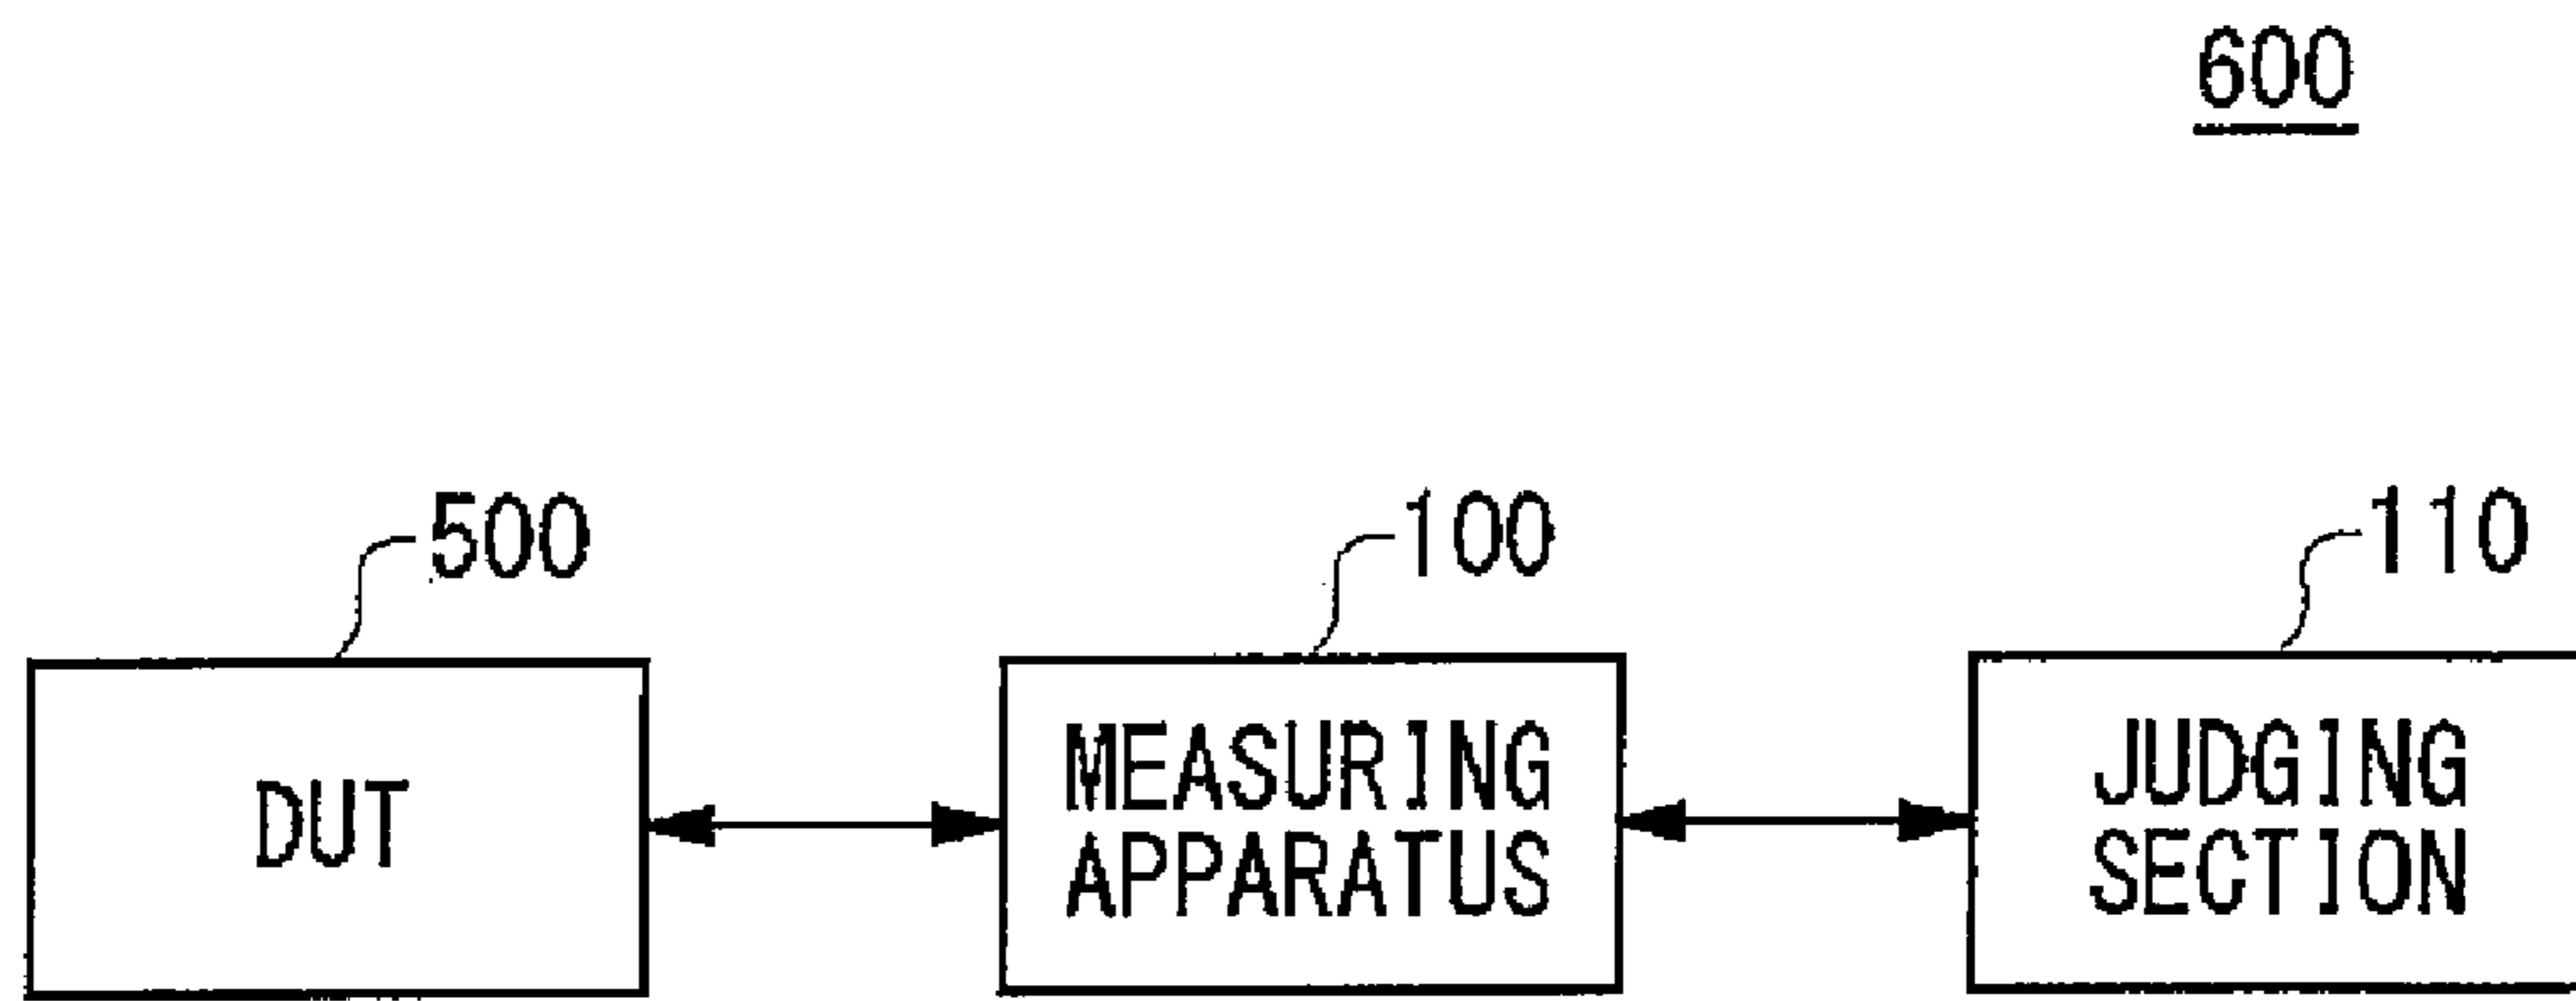 600
500
100
110
DUT
MEASURING
APPARATUS
JUDGING
SECTION